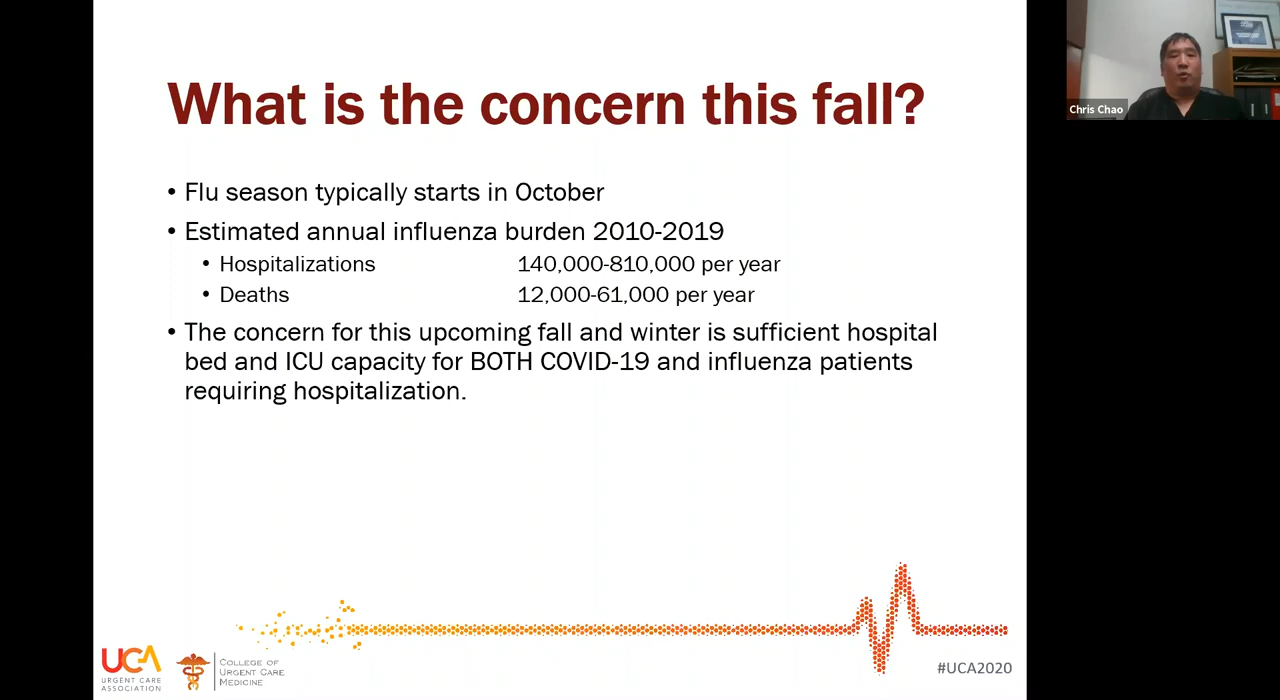 What is the concern this fall?
• Flu season typically starts in October
• Estimated annual influenza burden 2010-2019
• Hospitalizations 140,000-810,000 per year
• Deaths 12,000-61,000 per year
• The concern for this upcoming fall and winter is sufficient hospital
bed and ICU capacity for BOTH COVID-19 and influenza patients
requiring hospitalization.
UCA
URGENT CARE
ASSOCIATION
COLLEGE OF
URGENT CARE
MEDICINE
#UCA2020
Chris Chao